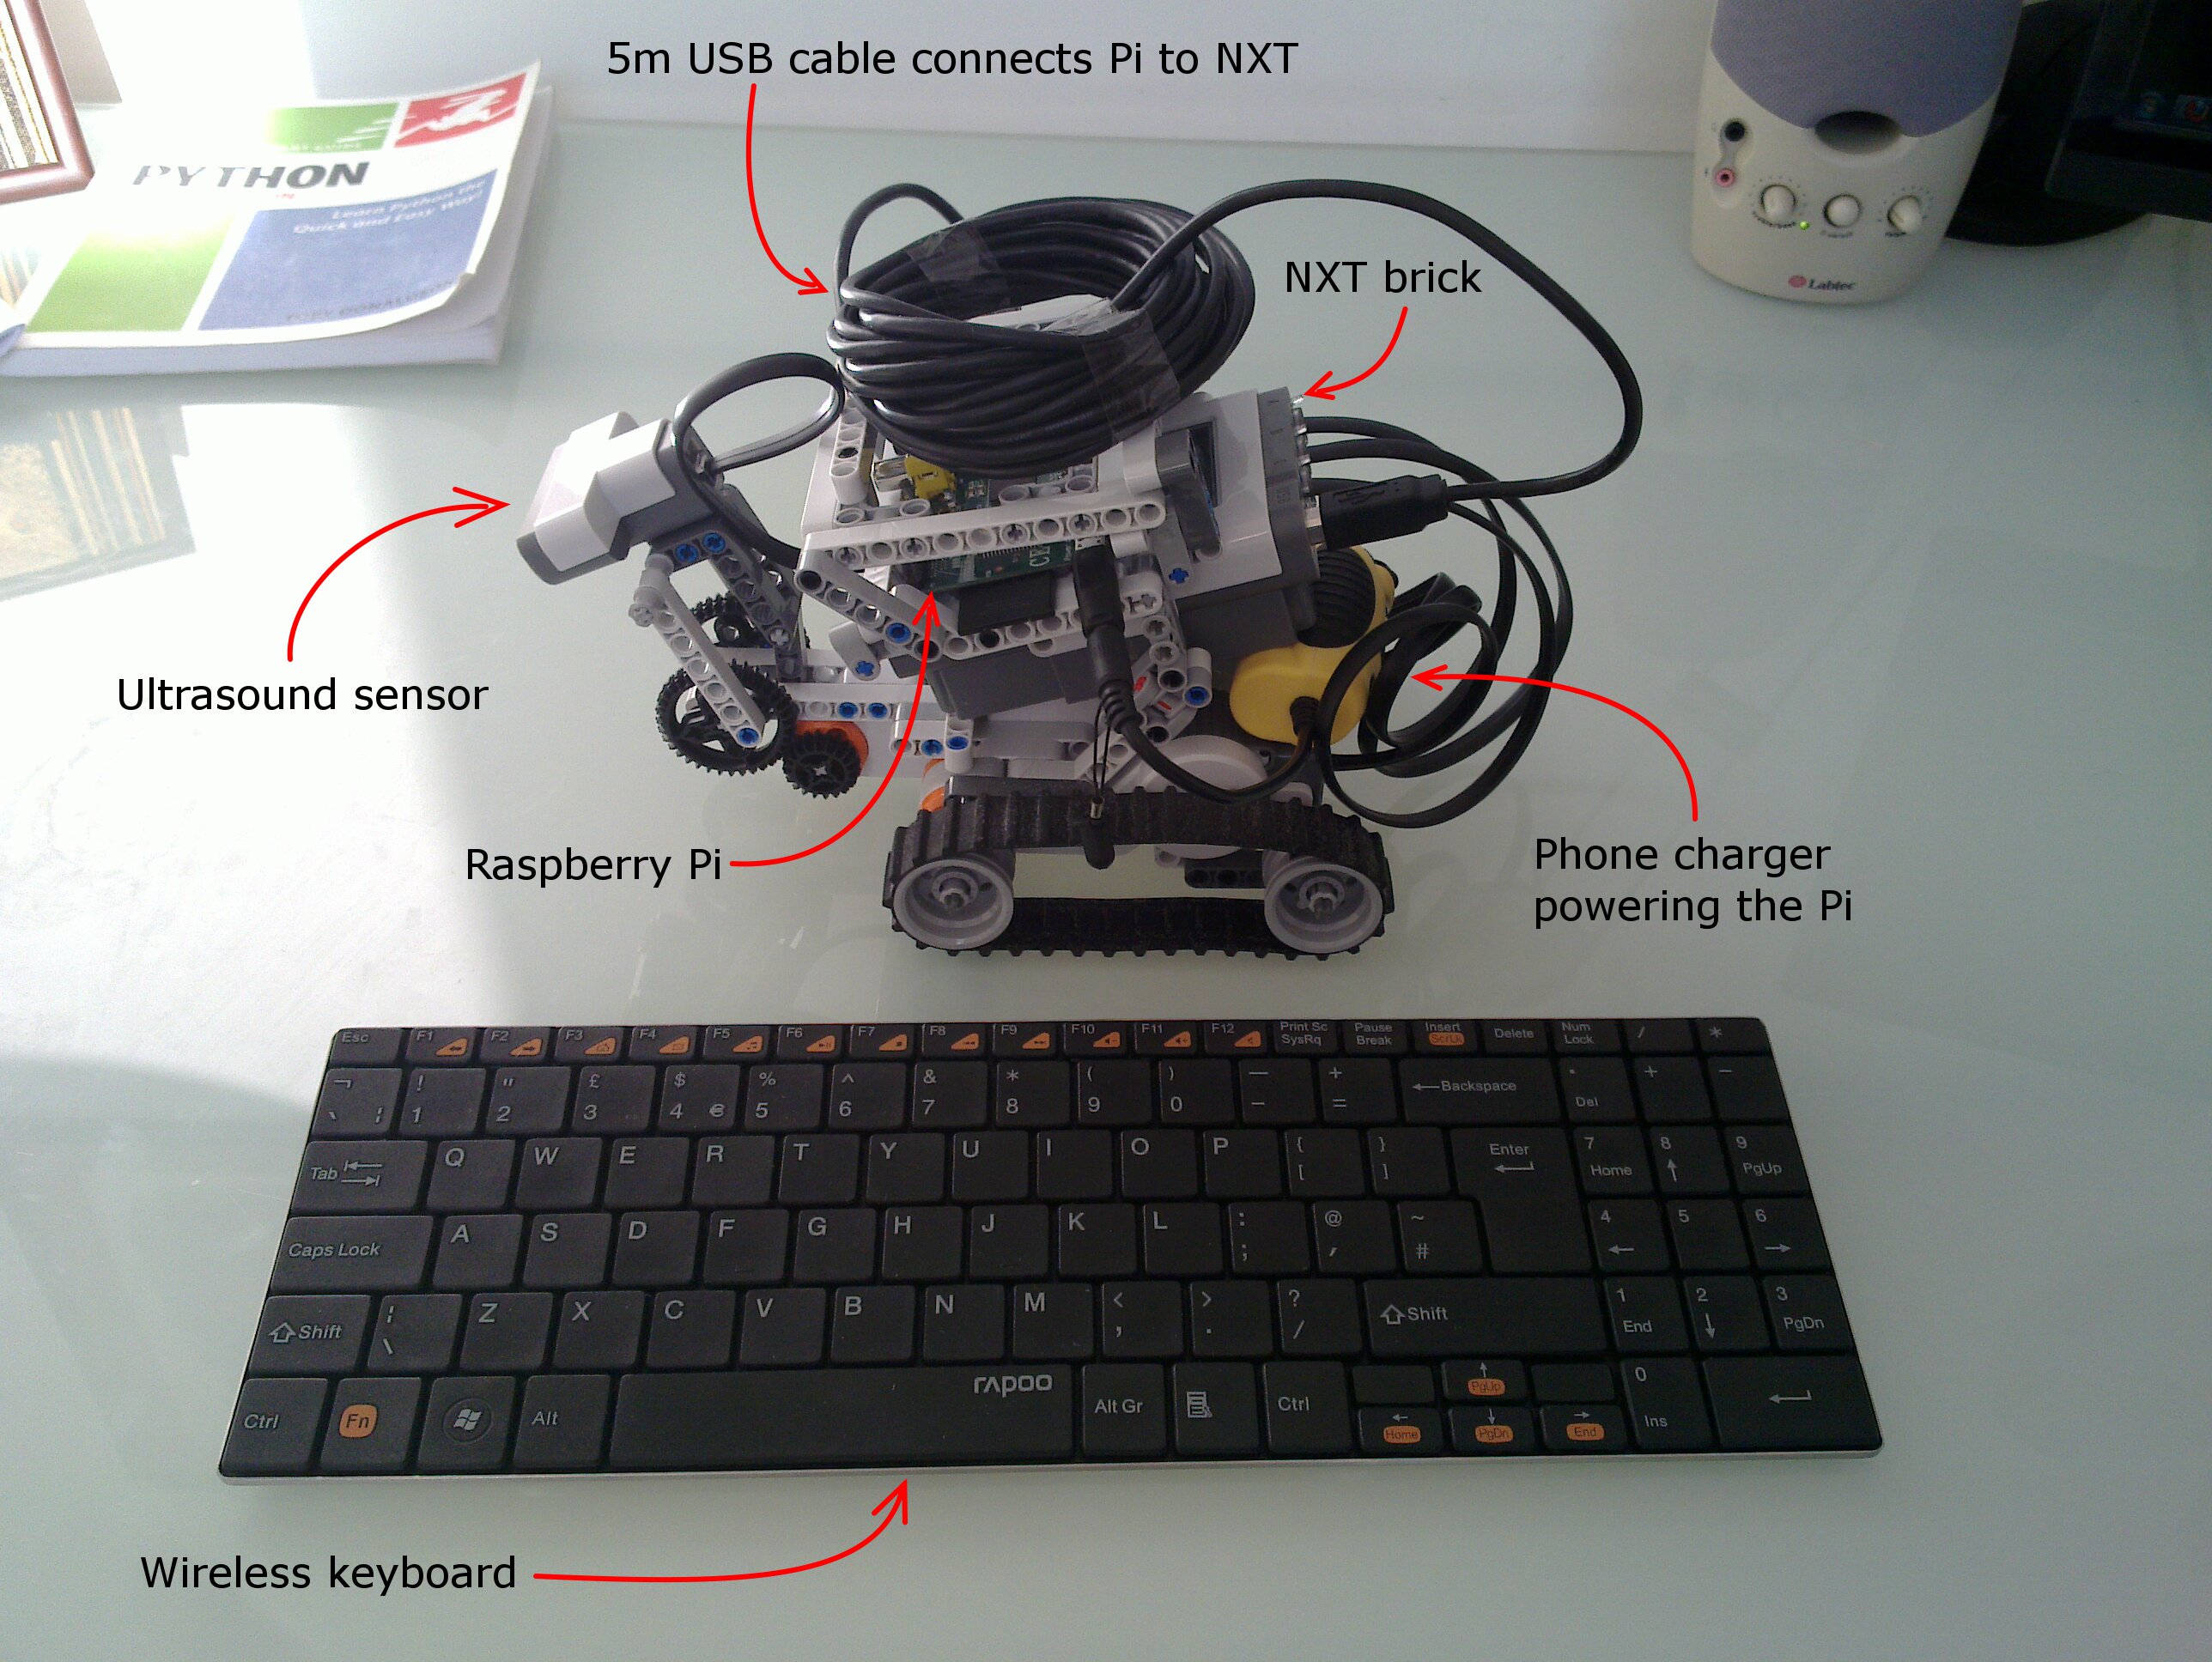 5m USB cable connects Pi to NXT
PYTHON
Learn Python the
Quick and Easy Way!
NXT brick
Labtec
Ultrasound sensor
CE
Raspberry Pi
Phone charger
powering the Pi
Esc F1 F2 F3 F4 F5 F6 F7 F8 F9 F10 F11 F12 Print Sc SysRq Pause Break Insert ScrLk Delete Num Lock / *
¬ ` ¦ ! 1 " 2 £ 3 $ 4 € % 5 ^ 6 & 7 * 8 ( 9 ) 0 — - + = ←Backspace . Del + −
Tab Q W E R T Y U I O P { [ } ] Enter 7 Home 8 ↑ 9 PgUp
Caps Lock A S D F G H J K L : ; @ ' ~ # 4 ← 5 6 →
Shift ¦ \ Z X C V B N M < , > . ? / Shift 1 End 2 ↓ 3 PgDn
Ctrl Fn Alt rapoo Alt Gr Ctrl ← Home ↑ PgUp ↓ PgDn → End 0 Ins
Wireless keyboard